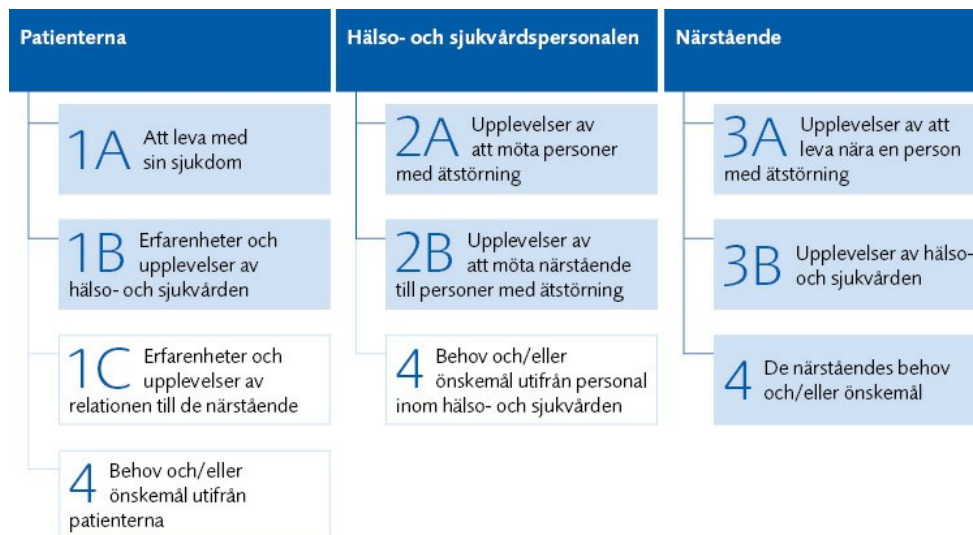 Patienterna
1A Att leva med
sin sjukdom
1B Erfarenheter och
upplevelser av
hälso- och sjukvården
1C Erfarenheter och
upplevelser av
relationen till de närstående
4 Behov och/eller
önskemål utifrån
patienterna
Hälso- och sjukvårdspersonalen
2A Upplevelser av
att möta personer
med ätstörning
2B Upplevelser av
att möta närstående
till personer med ätstörning
4 Behov och/eller
önskemål utifrån personal
inom hälso- och sjukvården
Närstående
3A Upplevelser av att
leva nära en person
med ätstörning
3B Upplevelser av hälso-
och sjukvården
4 De närståendes behov
och/eller önskemål